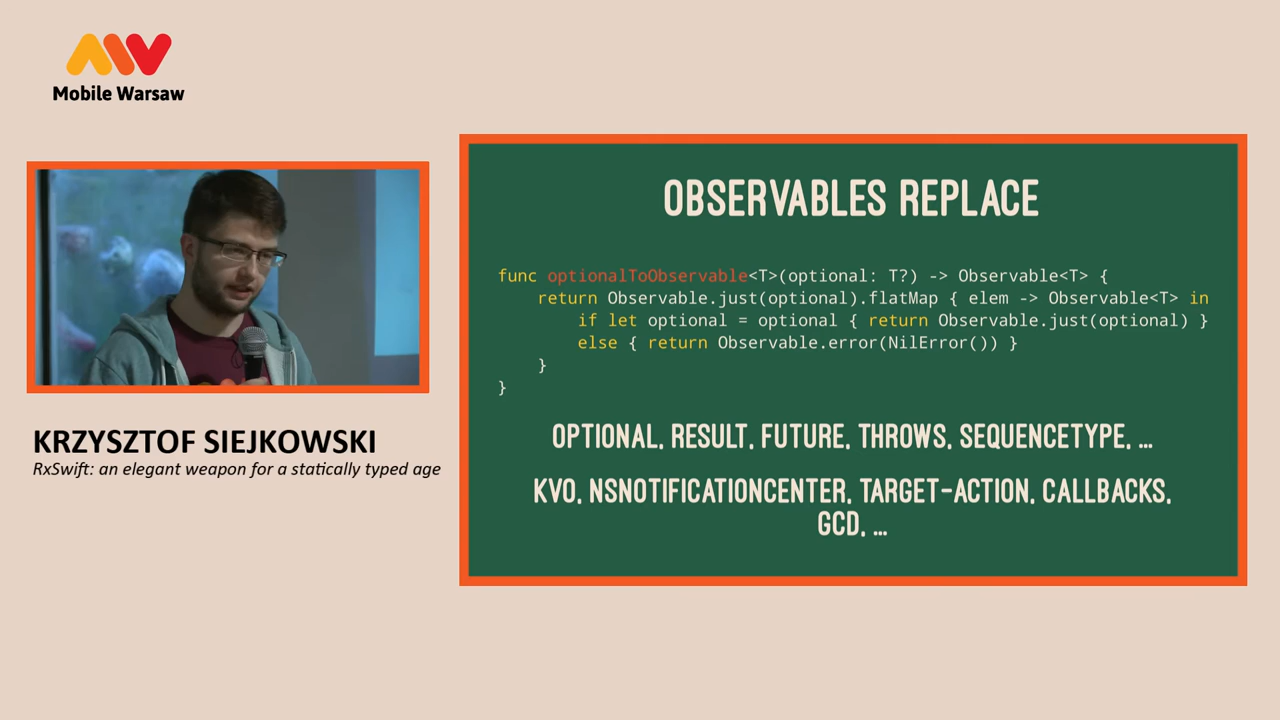 Mobile Warsaw
KRZYSZTOF SIEJKOWSKI
RxSwift: an elegant weapon for a statically typed age
OBSERVABLES REPLACE
func optionalToObservable<T>(optional: T?) -> Observable<T> {
    return Observable.just(optional).flatMap { elem -> Observable<T> in
        if let optional = optional { return Observable.just(optional) }
        else { return Observable.error(NilError()) }
    }
}
OPTIONAL, RESULT, FUTURE, THROWS, SEQUENCETYPE, ...
KVO, NSNOTIFICATIONCENTER, TARGET-ACTION, CALLBACKS,
GCD, ...